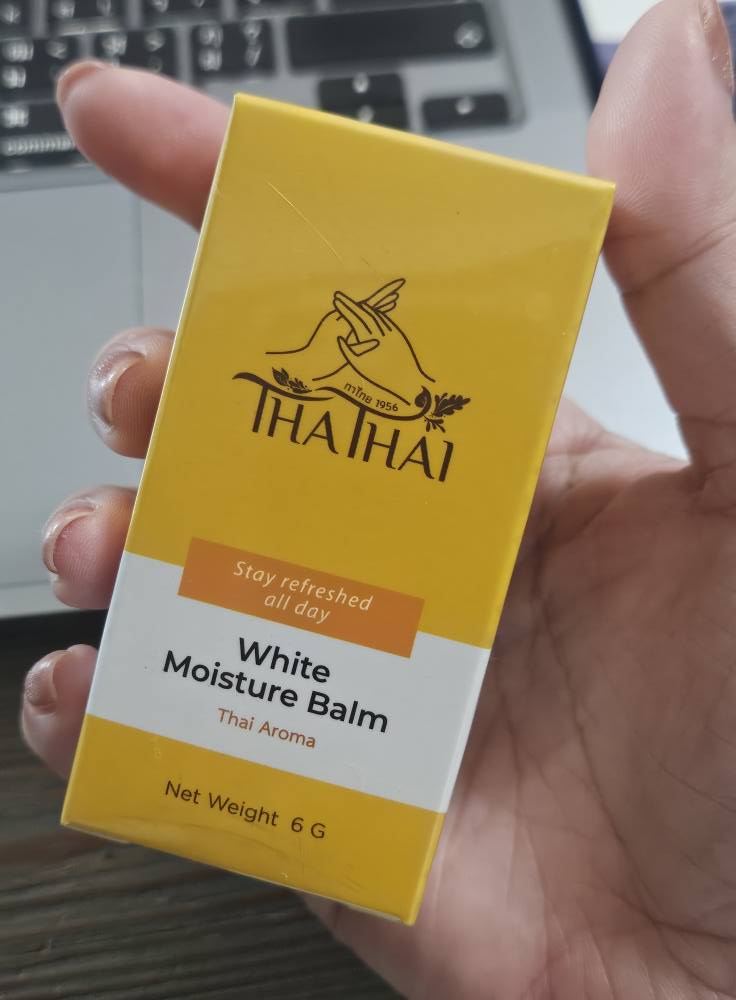 ทาไทย 1956
THATHAI
Stay refreshed
all day
White
Moisture Balm
Thai Aroma
Net Weight 6 G